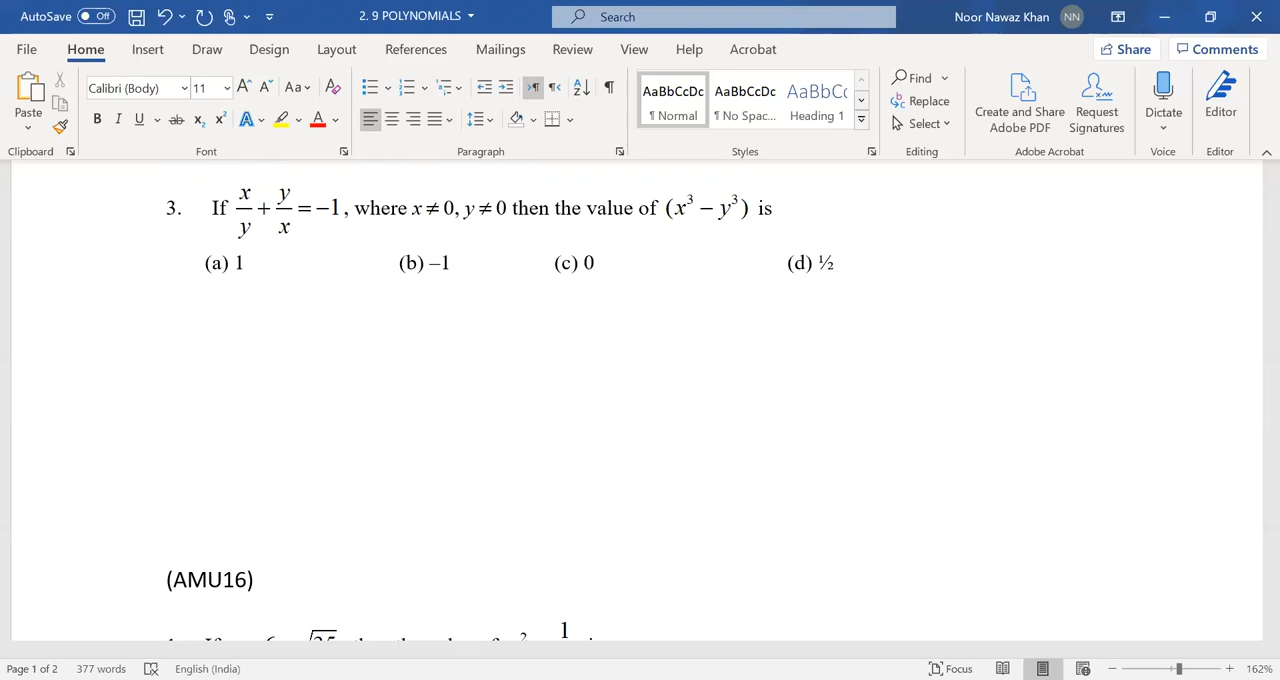 AutoSave Off 2. 9 POLYNOMIALS Search Noor Nawaz Khan NN
File Home Insert Draw Design Layout References Mailings Review View Help Acrobat Share Comments
Paste Calibri (Body) 11 AaBbCcDc AaBbCcDc AaBbCc Find Replace Select
¶ Normal ¶ No Spac... Heading 1 Create and Share Adobe PDF Request Signatures Dictate Editor
Clipboard Font Paragraph Styles Editing Adobe Acrobat Voice Editor
3. If x/y + y/x = −1, where x ≠ 0, y ≠ 0 then the value of (x³ − y³) is
(a) 1 (b) –1 (c) 0 (d) ½
(AMU16)
Page 1 of 2 377 words English (India) Focus 162%